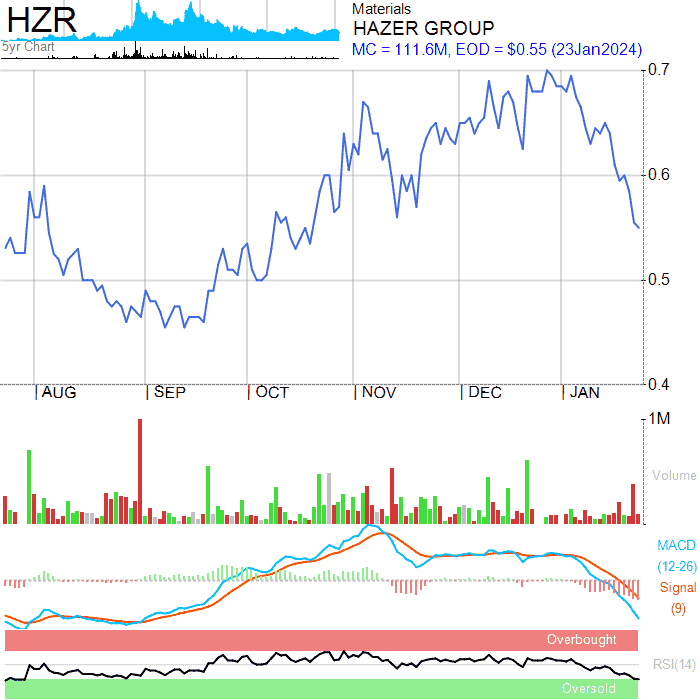 HZR
5yr Chart
Materials
HAZER GROUP
MC = 111.6M, EOD = $0.55 (23Jan2024)
0.7
0.6
0.5
0.4
AUG SEP OCT NOV DEC JAN
1M
Volume
MACD
(12-26)
Signal
(9)
Overbought
RSI(14)
Oversold